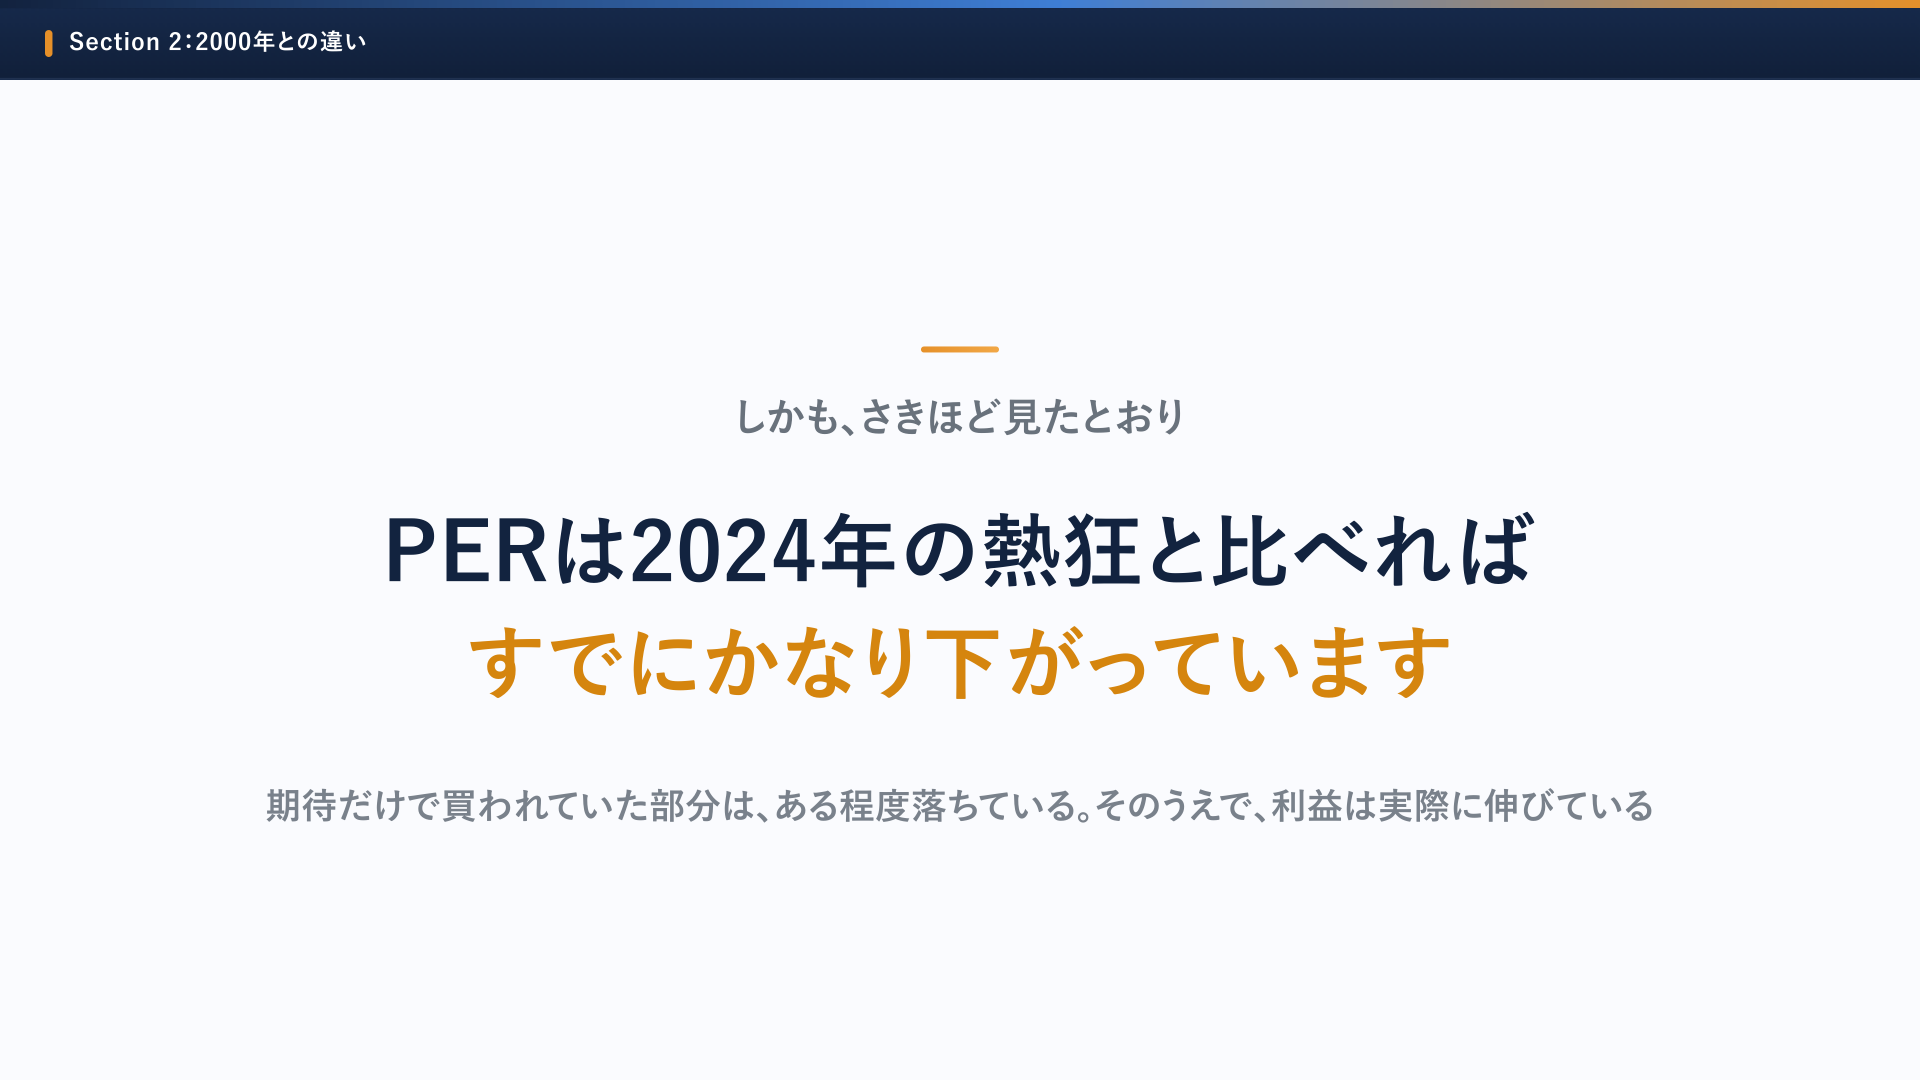 Section 2：2000年との違い
しかも、さきほど見たとおり
PERは2024年の熱狂と比べれば
すでにかなり下がっています
期待だけで買われていた部分は、ある程度落ちている。そのうえで、利益は実際に伸びている